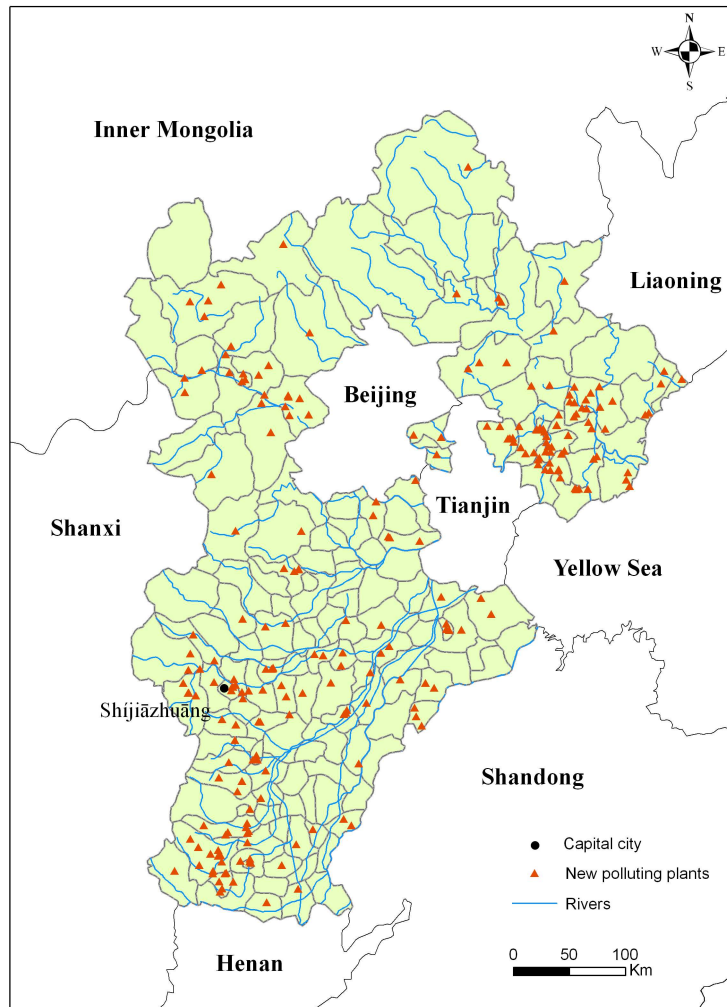 N
W E
S
Inner Mongolia
Liaoning
Beijing
Tianjin
Shanxi
Yellow Sea
Shíjiāzhuāng
Shandong
Capital city
New polluting plants
Rivers
Henan
0 50 100
Km